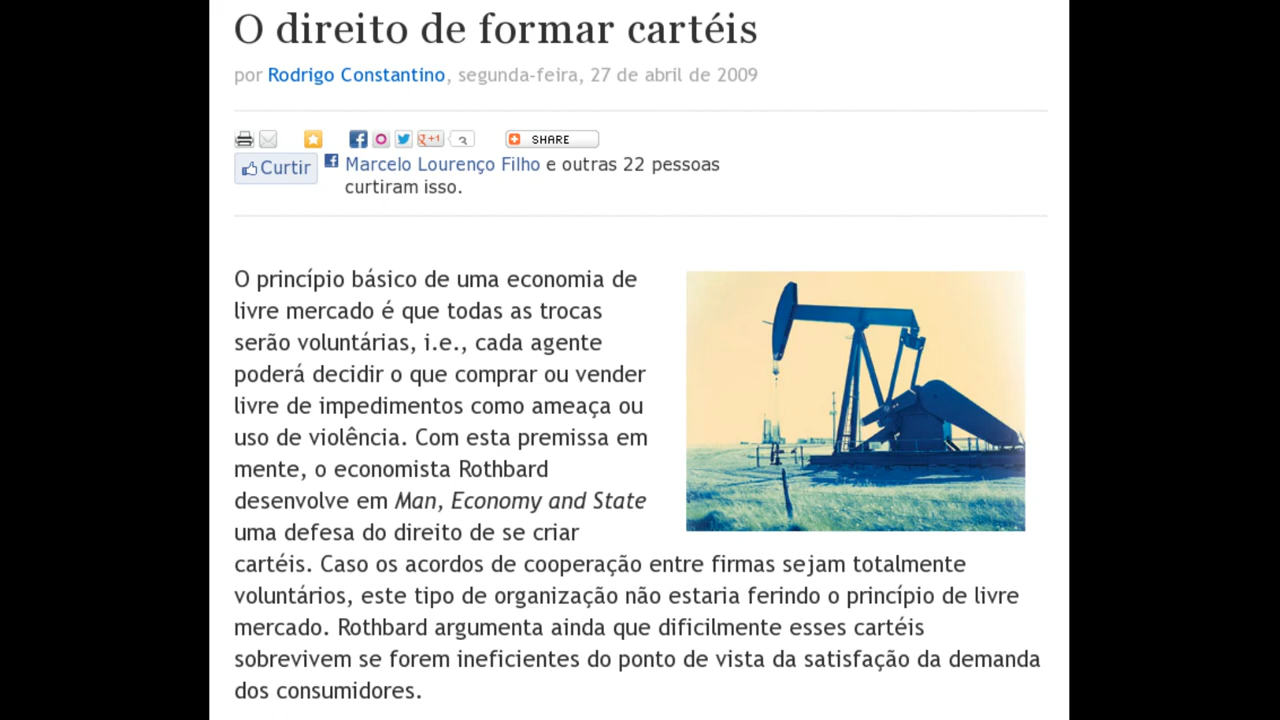 O direito de formar cartéis
por Rodrigo Constantino, segunda-feira, 27 de abril de 2009
+1 3 SHARE
Curtir Marcelo Lourenço Filho e outras 22 pessoas
curtiram isso.
O princípio básico de uma economia de
livre mercado é que todas as trocas
serão voluntárias, i.e., cada agente
poderá decidir o que comprar ou vender
livre de impedimentos como ameaça ou
uso de violência. Com esta premissa em
mente, o economista Rothbard
desenvolve em Man, Economy and State
uma defesa do direito de se criar
cartéis. Caso os acordos de cooperação entre firmas sejam totalmente
voluntários, este tipo de organização não estaria ferindo o princípio de livre
mercado. Rothbard argumenta ainda que dificilmente esses cartéis
sobrevivem se forem ineficientes do ponto de vista da satisfação da demanda
dos consumidores.